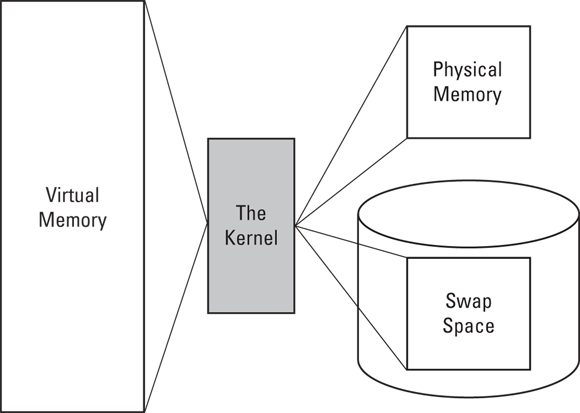 Virtual
Memory
The
Kernel
Physical
Memory
Swap
Space